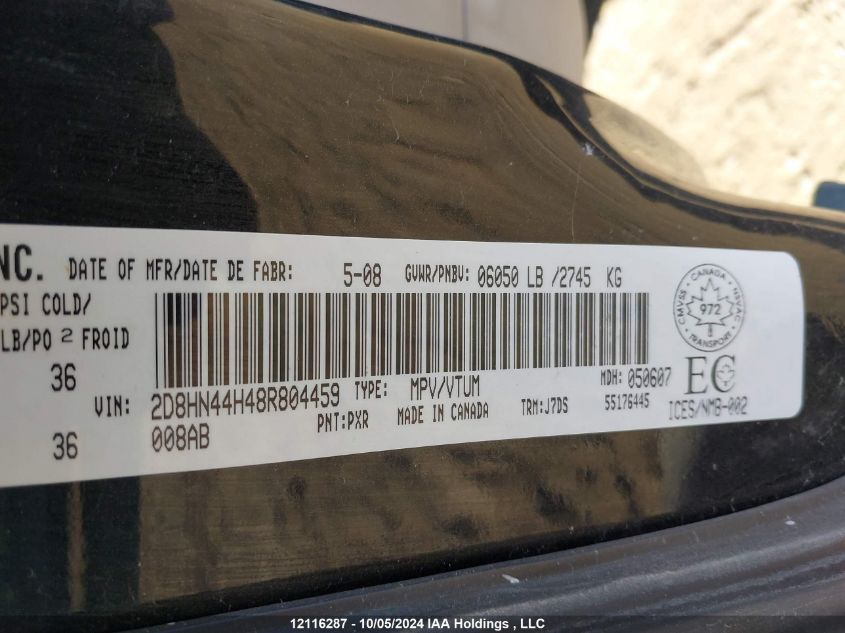 NC. DATE OF MFR/DATE DE FABR: 5-08 GVWR/PNBV: 06050 LB /2745 KG
PSI COLD/
LB/PO 2 FROID
36
VIN: 2D8HN44H48R804459 TYPE: MPV/VTUM MDH: 050607
008AB PNT:PXR MADE IN CANADA TRM:J7DS 55176445
36
CANADA
CMVSS 972 NSVAC
TRANSPORT
EC
ICES/NMB-002
12116287 - 10/05/2024 IAA Holdings , LLC